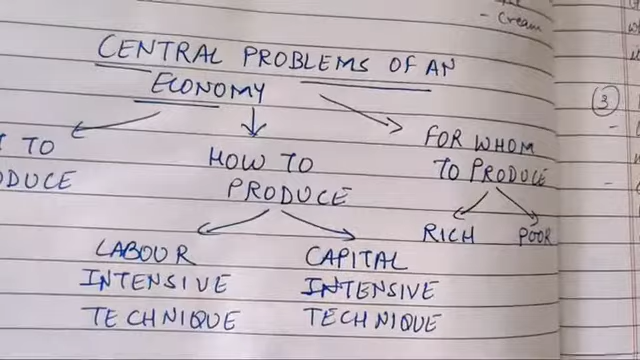 - Cream
CENTRAL PROBLEMS OF AN
ECONOMY
TO
HOW TO
PRODUCE
FOR WHOM
TO PRODUCE
RICH
POOR
LABOUR
INTENSIVE
TECHNIQUE
CAPITAL
INTENSIVE
TECHNIQUE
3